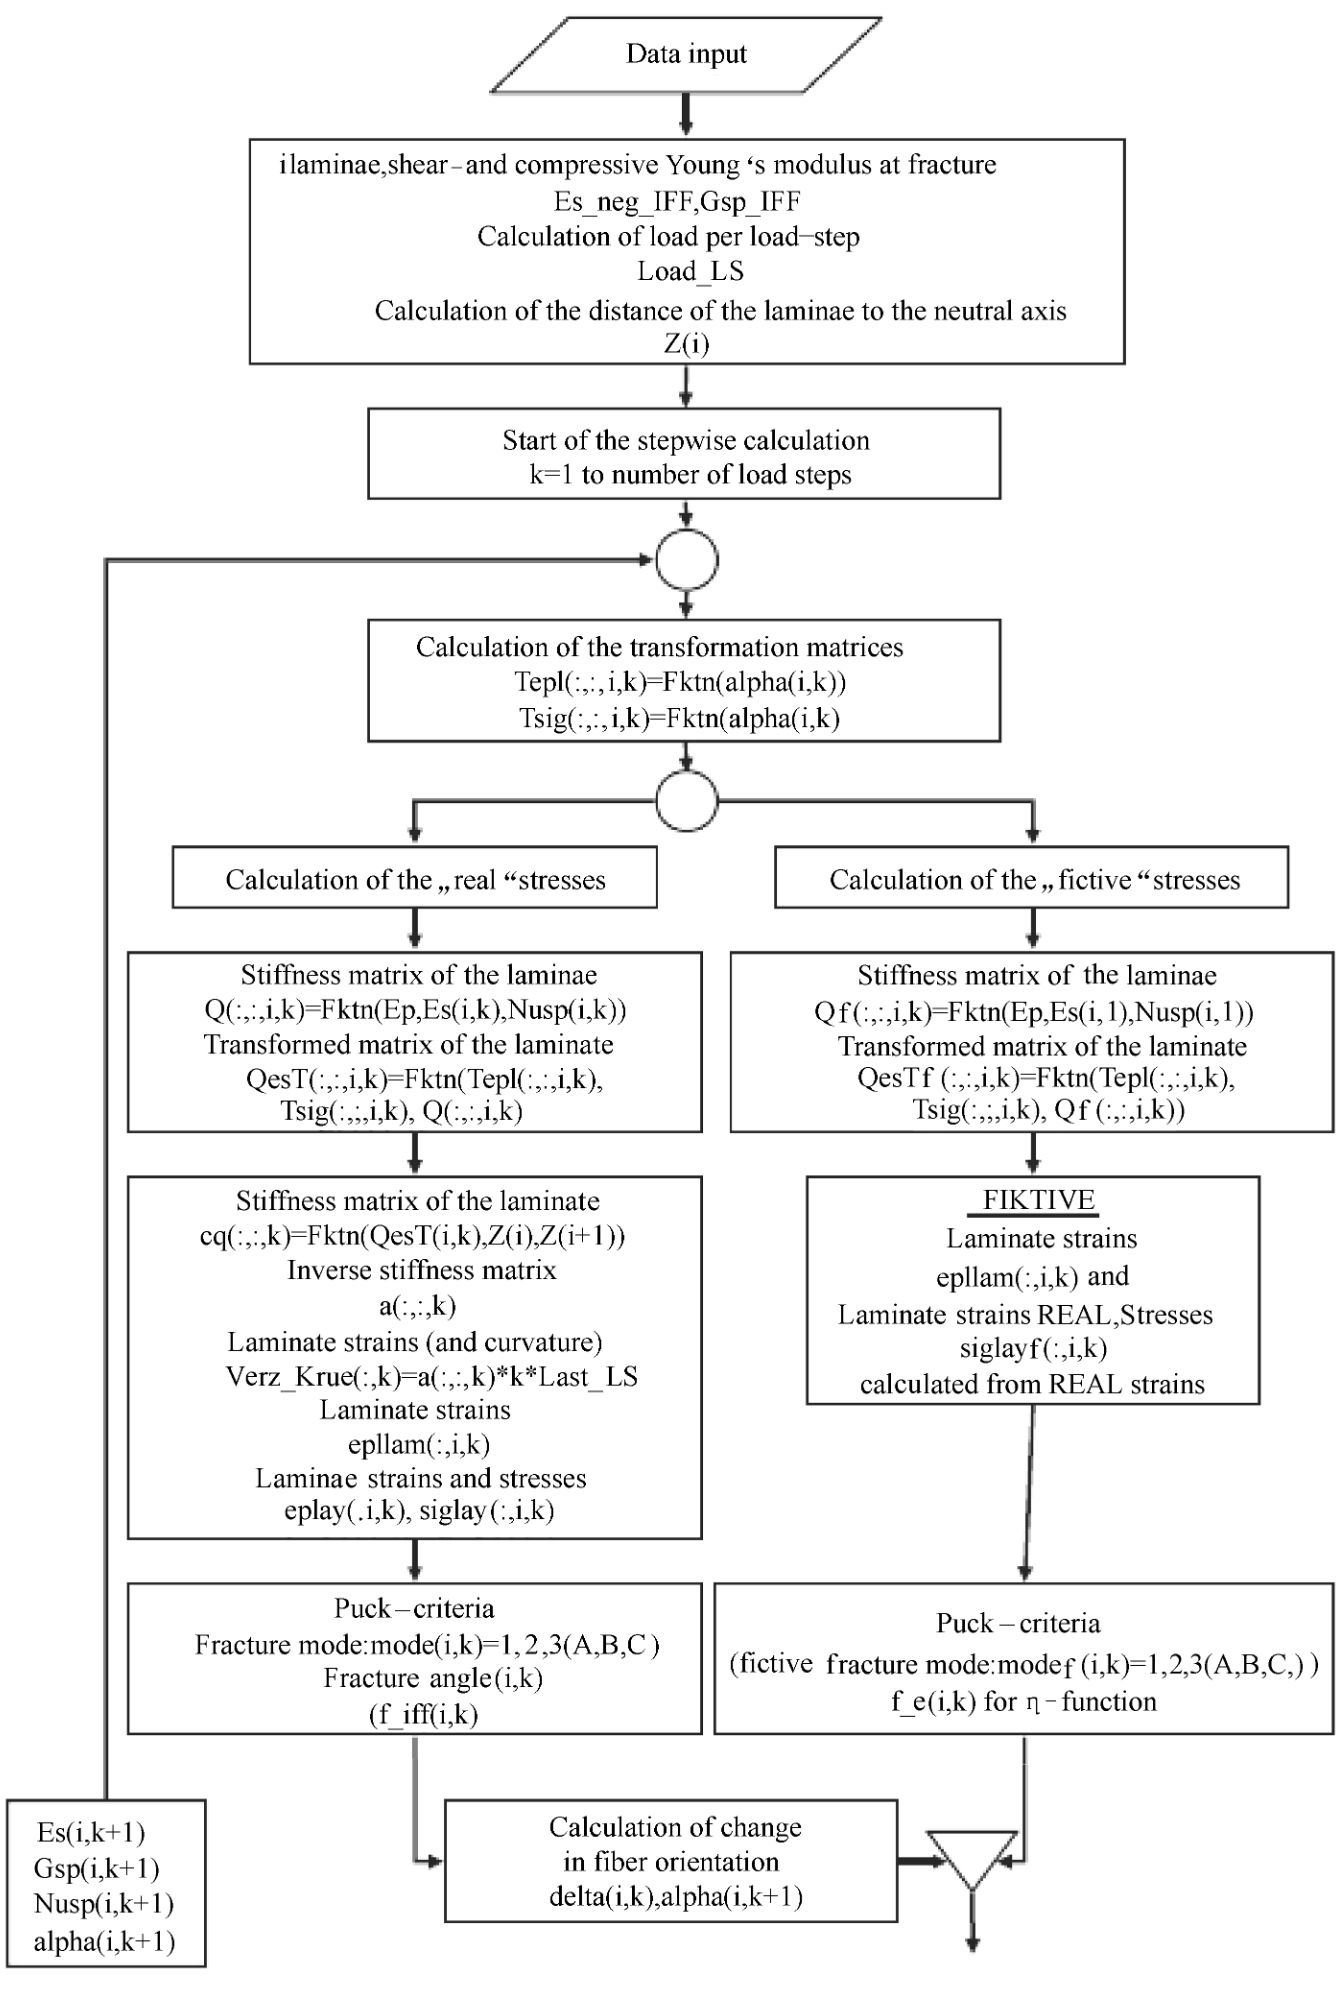 Data input
ilaminae,shear-and compressive Young ‘s modulus at fracture
Es_neg_IFF,Gsp_IFF
Calculation of load per load-step
Load_LS
Calculation of the distance of the laminae to the neutral axis
Z(i)
Start of the stepwise calculation
k=1 to number of load steps
Calculation of the transformation matrices
Tepl(:,:,i,k)=Fktn(alpha(i,k))
Tsig(:,:,i,k)=Fktn(alpha(i,k)
Calculation of the „ real “stresses
Stiffness matrix of the laminae
Q(:,:,i,k)=Fktn(Ep,Es(i,k),Nusp(i,k))
Transformed matrix of the laminate
QesT(:,:,i,k)=Fktn(Tepl(:,:,i,k),
Tsig(:,;,i,k), Q(:,:,i,k)
Stiffness matrix of the laminate
cq(:,:,k)=Fktn(QesT(i,k),Z(i),Z(i+1))
Inverse stiffness matrix
a(:,:,k)
Laminate strains (and curvature)
Verz_Krue(:,k)=a(:,:,k)*k*Last_LS
Laminate strains
epllam(:,i,k)
Laminae strains and stresses
eplay(.i,k), siglay(:,i,k)
Puck-criteria
Fracture mode:mode(i,k)=1,2,3(A,B,C)
Fracture angle(i,k)
(f_iff(i,k)
Calculation of the „ fictive “stresses
Stiffness matrix of the laminae
Qf(:,:,i,k)=Fktn(Ep,Es(i,1),Nusp(i,1))
Transformed matrix of the laminate
QesTf (:,:,i,k)=Fktn(Tepl(:,:,i,k),
Tsig(:,;,i,k), Qf (:,:,i,k))
FIKTIVE
Laminate strains
epllam(:,i,k) and
Laminate strains REAL,Stresses
siglayf(:,i,k)
calculated from REAL strains
Puck-criteria
(fictive fracture mode:modef (i,k)=1,2,3(A,B,C,) )
f_e(i,k) for η-function
Es(i,k+1)
Gsp(i,k+1)
Nusp(i,k+1)
alpha(i,k+1)
Calculation of change
in fiber orientation
delta(i,k),alpha(i,k+1)